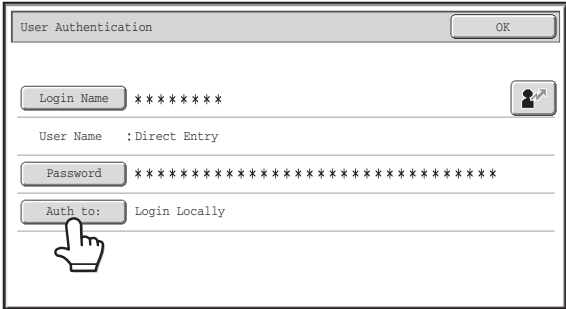 User Authentication OK
Login Name ********
User Name :Direct Entry
Password ********************************
Auth to: Login Locally